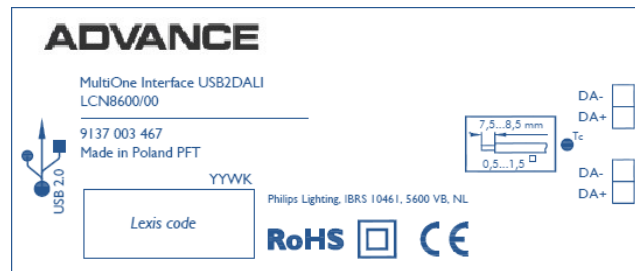 ADVANCE
MultiOne Interface USB2DALI
LCN8600/00
9137 003 467
Made in Poland PFT
USB 2.0
YYWK
Lexis code
7,5...8,5 mm
0,5...1,5 □
Tc
DA-
DA+
DA-
DA+
Philips Lighting, IBRS 10461, 5600 VB, NL
RoHS CE